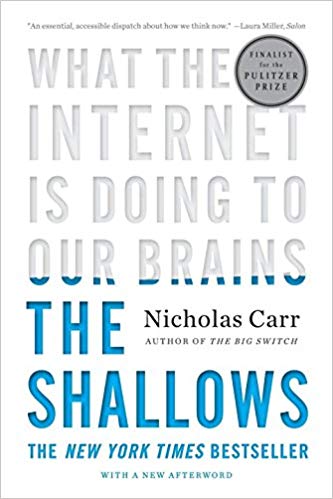 "An essential, accessible dispatch about how we think now." —Laura Miller, Salon
WHAT THE
FINALIST
for the
PULITZER
PRIZE
INTERNET
IS DOING TO
OUR BRAINS
THE
Nicholas Carr
AUTHOR OF THE BIG SWITCH
SHALLOWS
THE NEW YORK TIMES BESTSELLER
WITH A NEW AFTERWORD